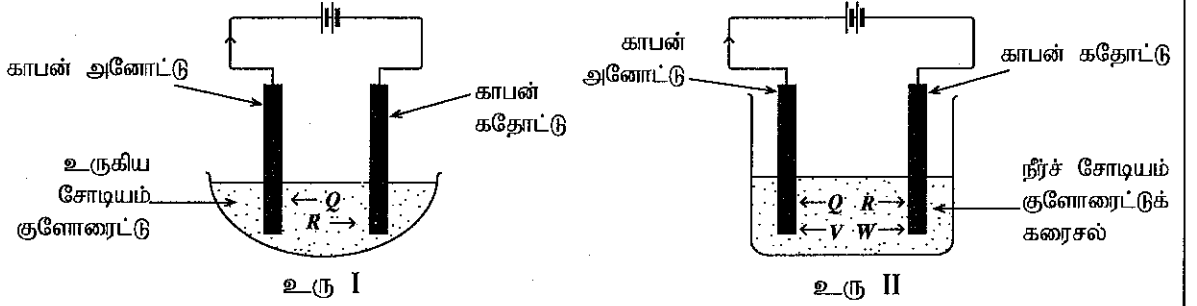 காபன் அனோட்டு
காபன்
கதோட்டு
உருகிய
சோடியம்
குளோரைட்டு
Q
R
உரு I
காபன்
அனோட்டு
காபன் கதோட்டு
நீர்ச் சோடியம்
குளோரைட்டுக்
கரைசல்
Q R
V W
உரு II